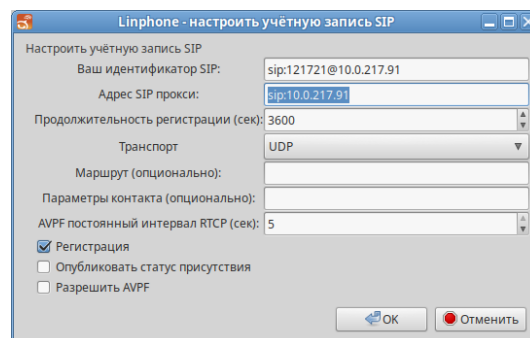 Linphone - настроить учётную запись SIP
Настроить учётную запись SIP
Ваш идентификатор SIP: sip:121721@10.0.217.91
Адрес SIP прокси: sip:10.0.217.91
Продолжительность регистрации (сек): 3600
Транспорт UDP
Маршрут (опционально):
Параметры контакта (опционально):
AVPF постоянный интервал RTCP (сек): 5
Регистрация
Опубликовать статус присутствия
Разрешить AVPF
OK Отменить